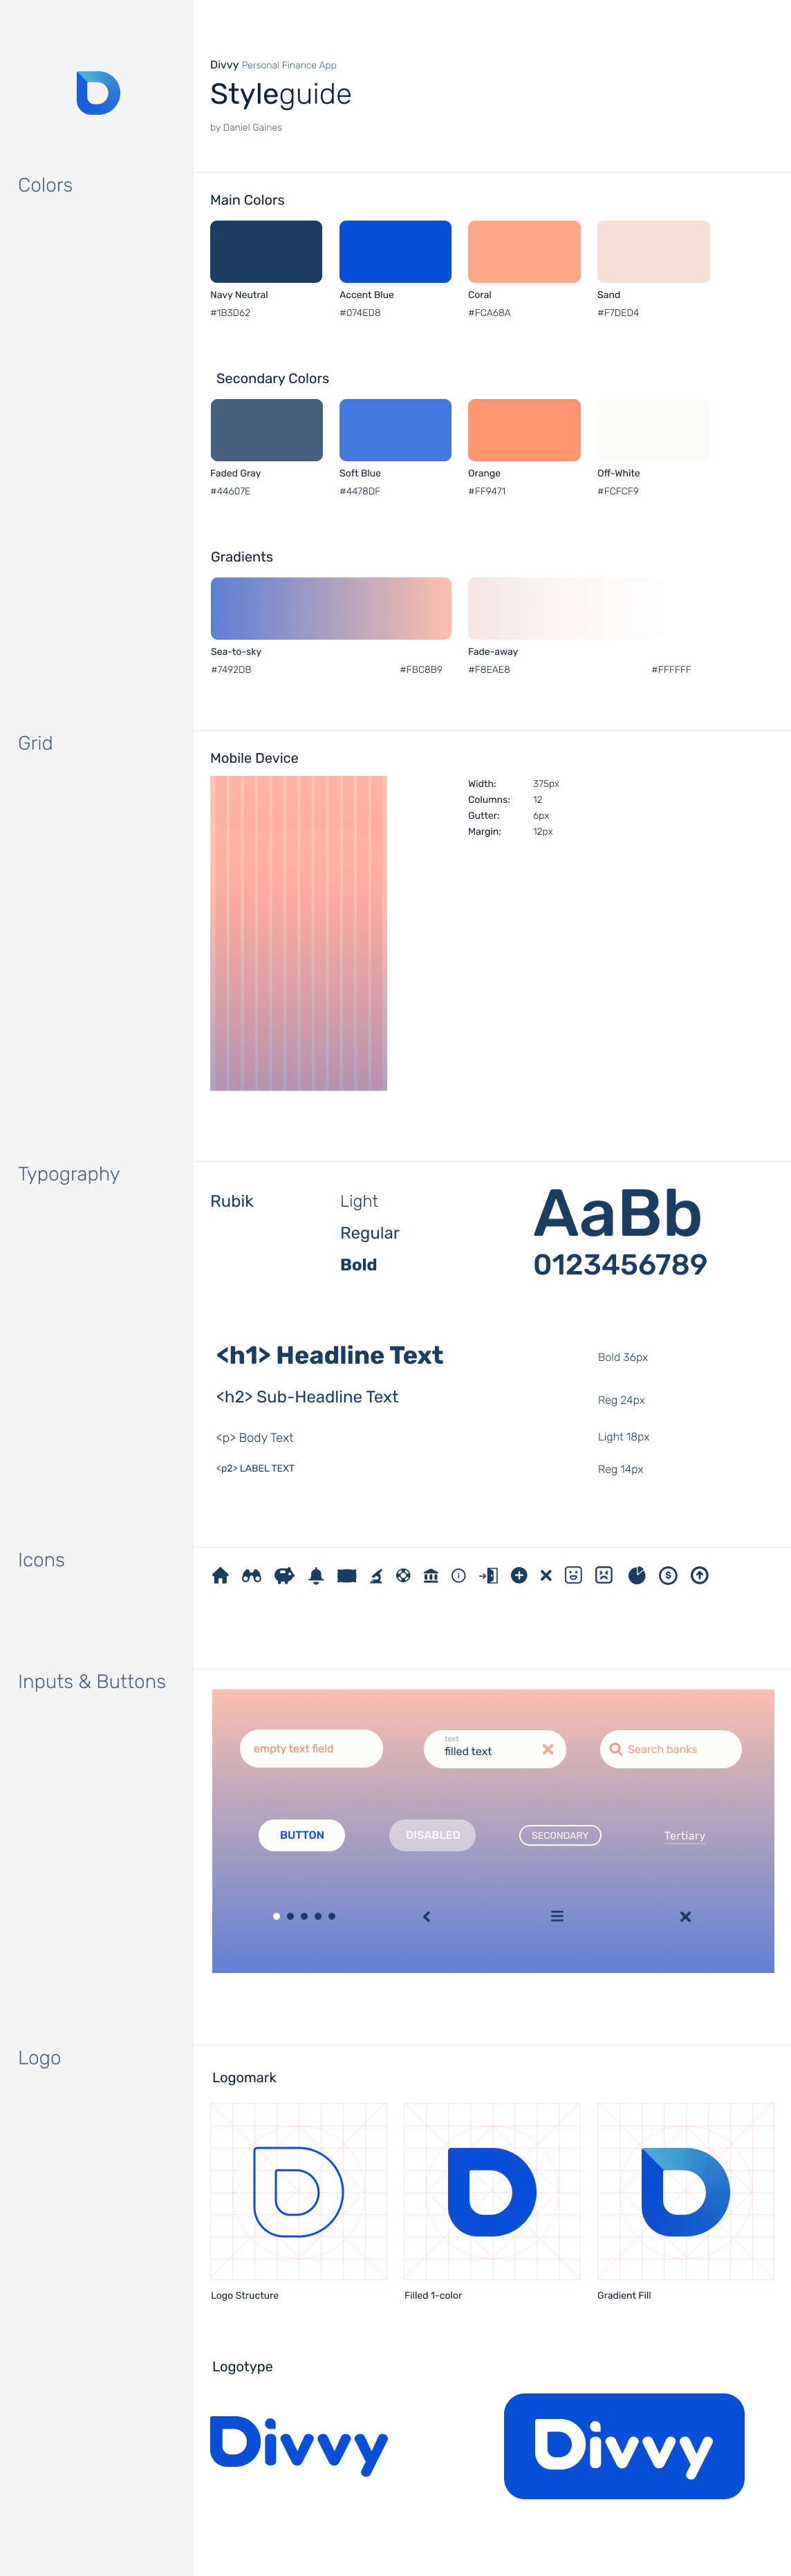 Divvy Personal Finance App
Styleguide
by Daniel Gaines
Colors
Main Colors
Navy Neutral
#1B3D62
Accent Blue
#074ED8
Coral
#FCA68A
Sand
#F7DED4
Secondary Colors
Faded Gray
#44607E
Soft Blue
#4478DF
Orange
#FF9471
Off-White
#FCFCF9
Gradients
Sea-to-sky
#7492DB
#FBC8B9
Fade-away
#F8EAE8
#FFFFFF
Grid
Mobile Device
Width: 375px
Columns: 12
Gutter: 6px
Margin: 12px
Typography
Rubik
Light
Regular
Bold
AaBb
0123456789
<h1> Headline Text
Bold 36px
<h2> Sub-Headline Text
Reg 24px
<p> Body Text
Light 18px
<p2> LABEL TEXT
Reg 14px
Icons
Inputs & Buttons
empty text field
text
filled text
Search banks
BUTTON
DISABLED
SECONDARY
Tertiary
Logo
Logomark
Logo Structure
Filled 1-color
Gradient Fill
Logotype
Divvy
Divvy